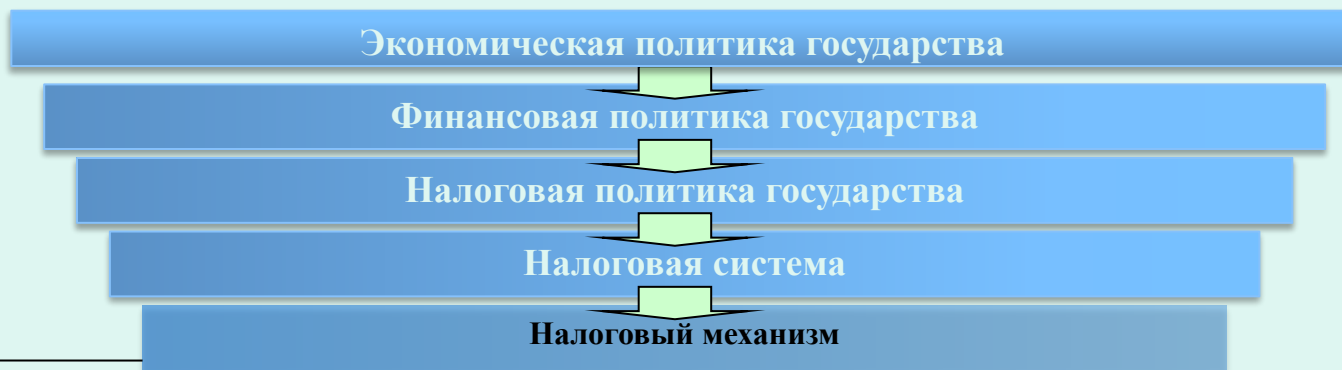 Экономическая политика государства
Финансовая политика государства
Налоговая политика государства
Налоговая система
Налоговый механизм